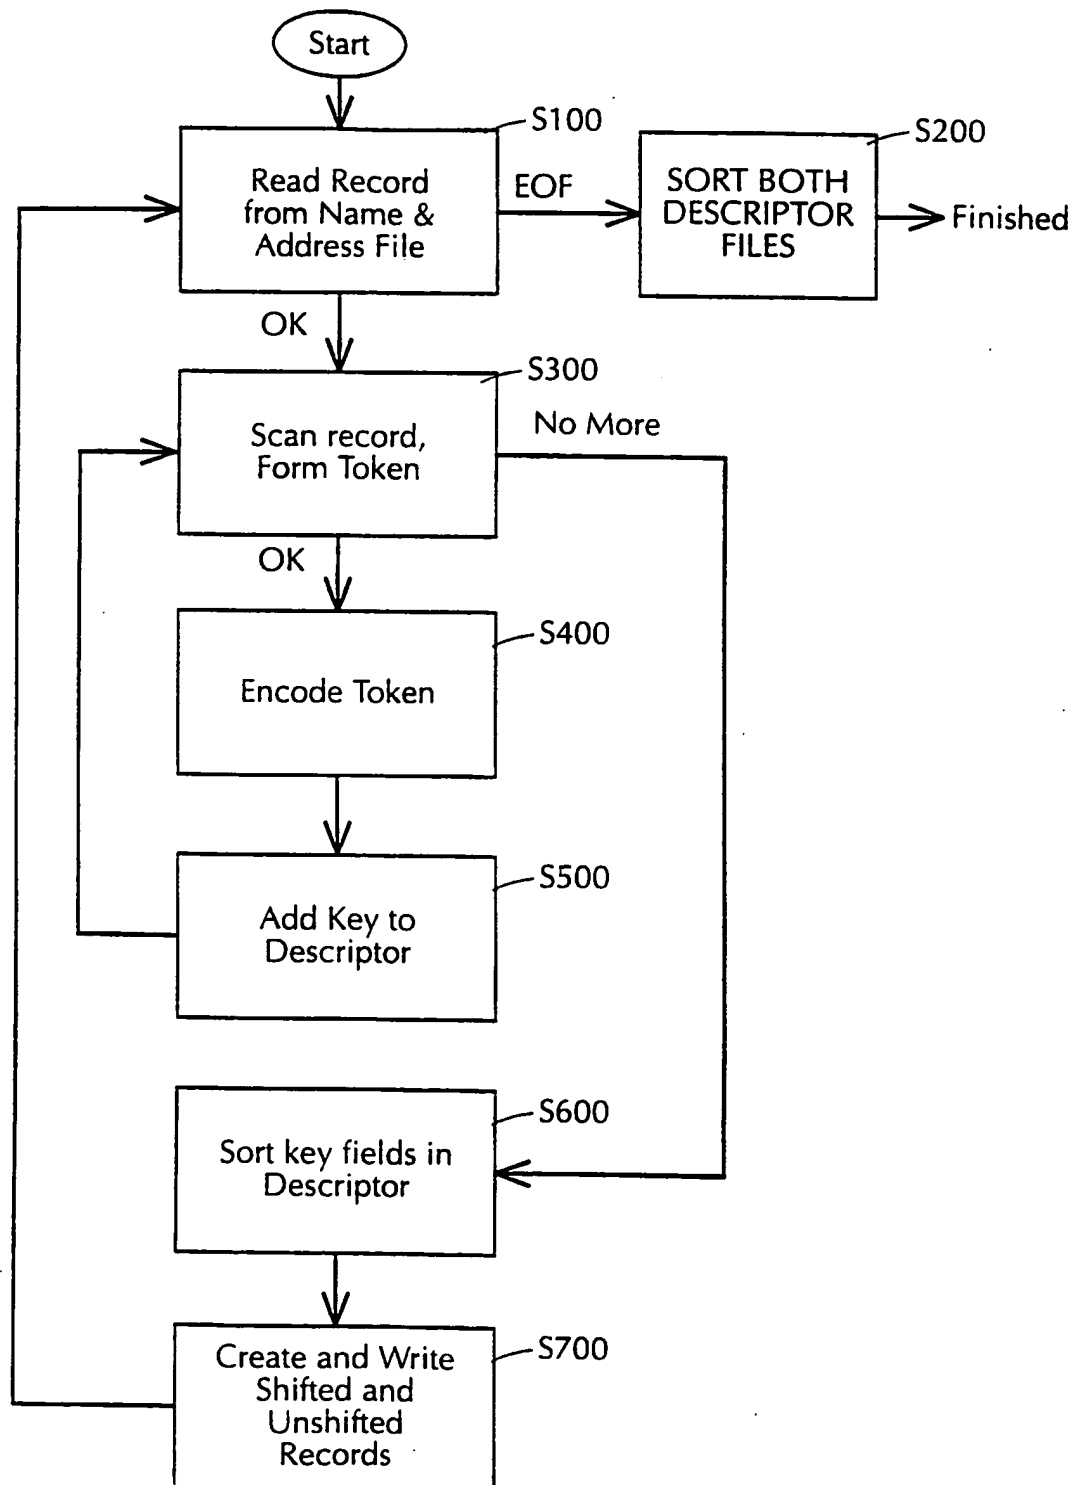 Start
S100
Read Record
from Name &
Address File
EOF
S200
SORT BOTH
DESCRIPTOR
FILES
Finished
OK
S300
Scan record,
Form Token
No More
OK
S400
Encode Token
S500
Add Key to
Descriptor
S600
Sort key fields in
Descriptor
S700
Create and Write
Shifted and
Unshifted
Records